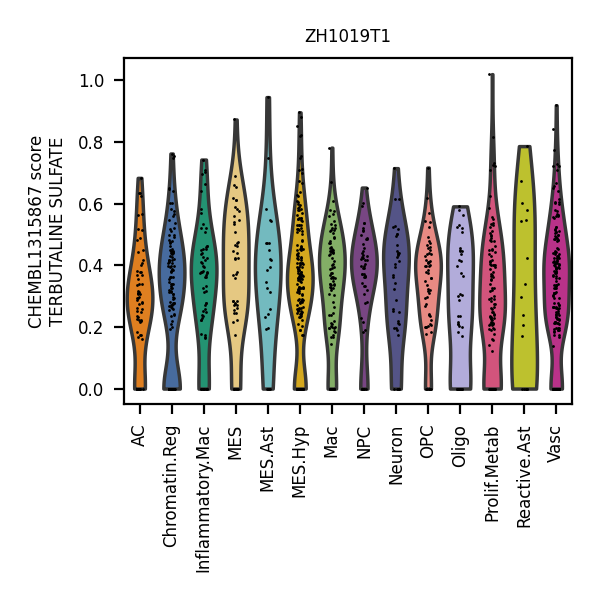 ZH1019T1
CHEMBL1315867 score
TERBUTALINE SULFATE
1.0
0.8
0.6
0.4
0.2
0.0
AC
Chromatin.Reg
Inflammatory.Mac
MES
MES.Ast
MES.Hyp
Mac
NPC
Neuron
OPC
Oligo
Prolif.Metab
Reactive.Ast
Vasc